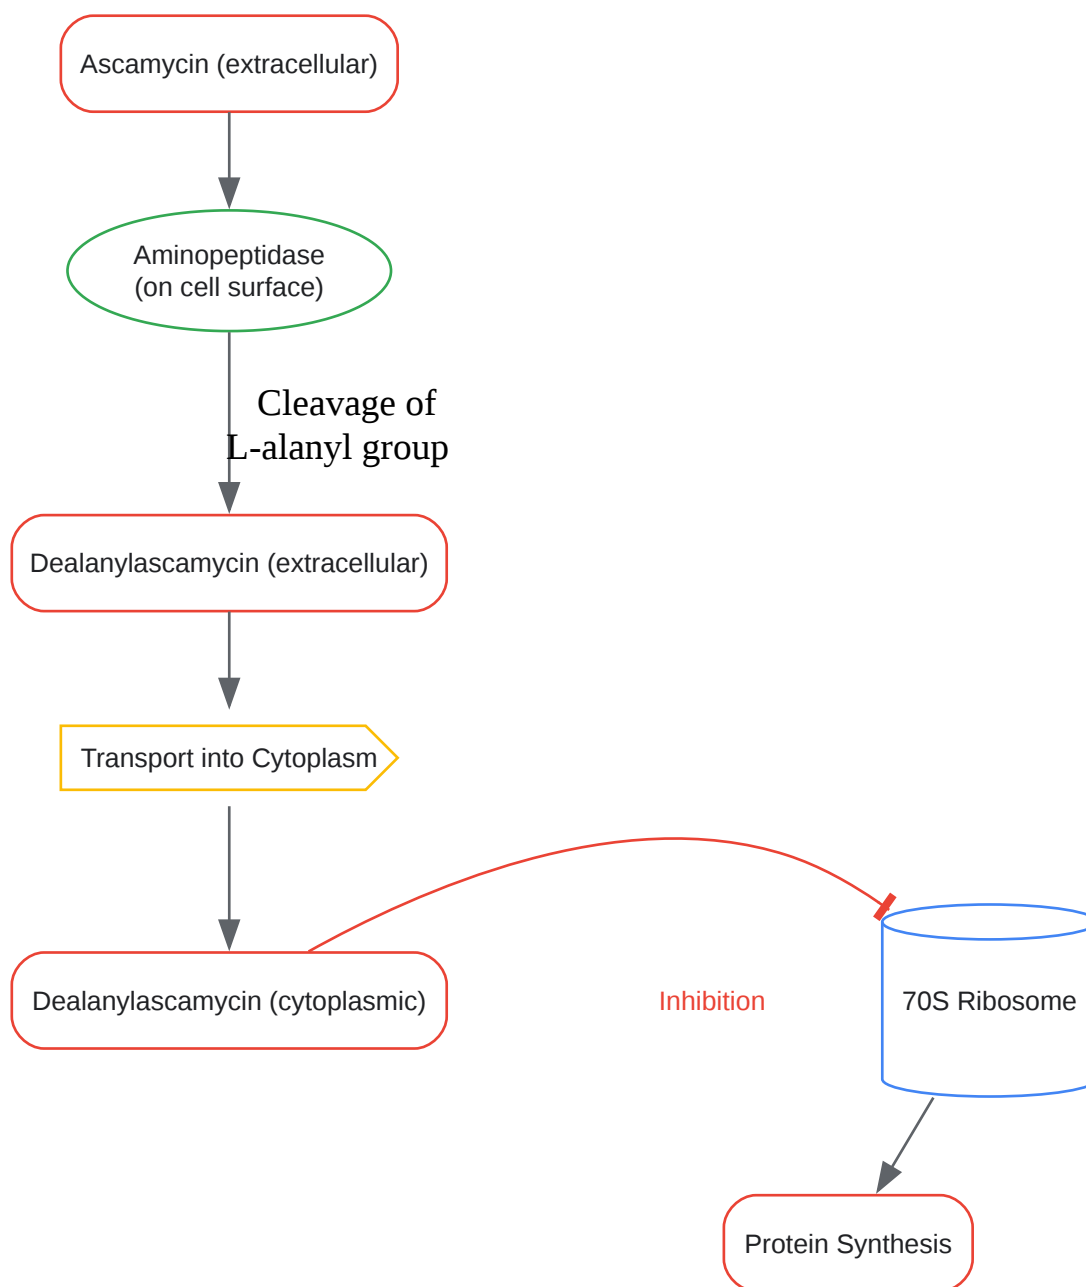 Ascamycin (extracellular)
Aminopeptidase
(on cell surface)
Cleavage of
L-alanyl group
Dealanylascamycin (extracellular)
Transport into Cytoplasm
Dealanylascamycin (cytoplasmic)
Inhibition
70S Ribosome
Protein Synthesis